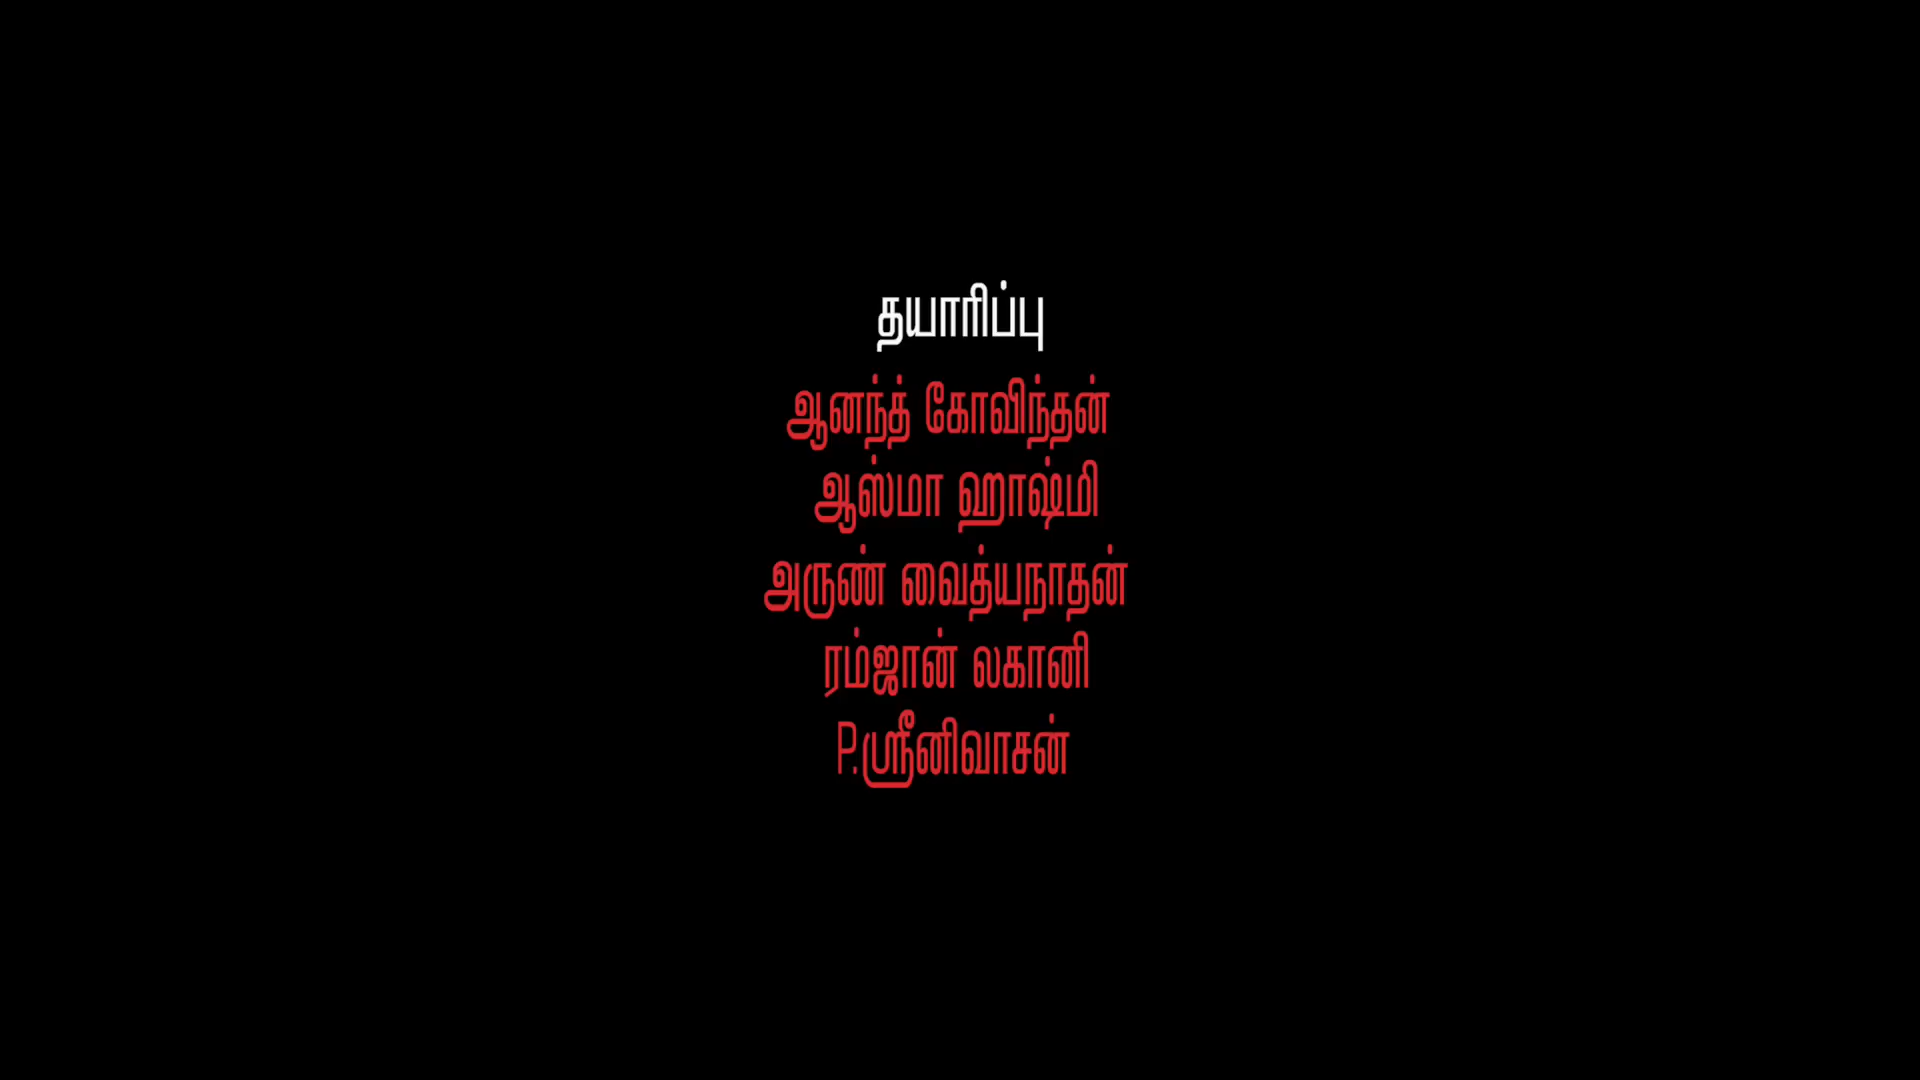 தயாரிப்பு
ஆனந்த் கோவிந்தன்
ஆஸ்மா ஹாஷ்மி
அருண் வைத்யநாதன்
ரம்ஜான் லகானி
P.ஸ்ரீனிவாசன்